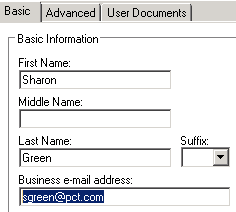 Basic Advanced User Documents
Basic Information
First Name:
Sharon
Middle Name:
Last Name: Suffix:
Green
Business e-mail address:
sgreen@pct.com